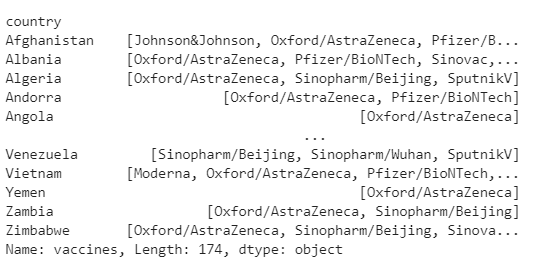 country
Afghanistan    [Johnson&Johnson, Oxford/AstraZeneca, Pfizer/B...
Albania        [Oxford/AstraZeneca, Pfizer/BioNTech, Sinovac,...
Algeria        [Oxford/AstraZeneca, Sinopharm/Beijing, SputnikV]
Andorra                    [Oxford/AstraZeneca, Pfizer/BioNTech]
Angola                                      [Oxford/AstraZeneca]
...
Venezuela         [Sinopharm/Beijing, Sinopharm/Wuhan, SputnikV]
Vietnam        [Moderna, Oxford/AstraZeneca, Pfizer/BioNTech,...
Yemen                                       [Oxford/AstraZeneca]
Zambia                   [Oxford/AstraZeneca, Sinopharm/Beijing]
Zimbabwe       [Oxford/AstraZeneca, Sinopharm/Beijing, Sinova...
Name: vaccines, Length: 174, dtype: object